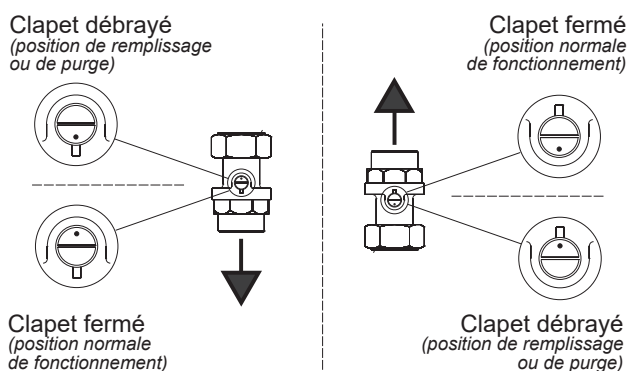 Clapet débrayé
(position de remplissage
ou de purge)
Clapet fermé
(position normale
de fonctionnement)
Clapet fermé
(position normale
de fonctionnement)
Clapet débrayé
(position de remplissage
ou de purge)